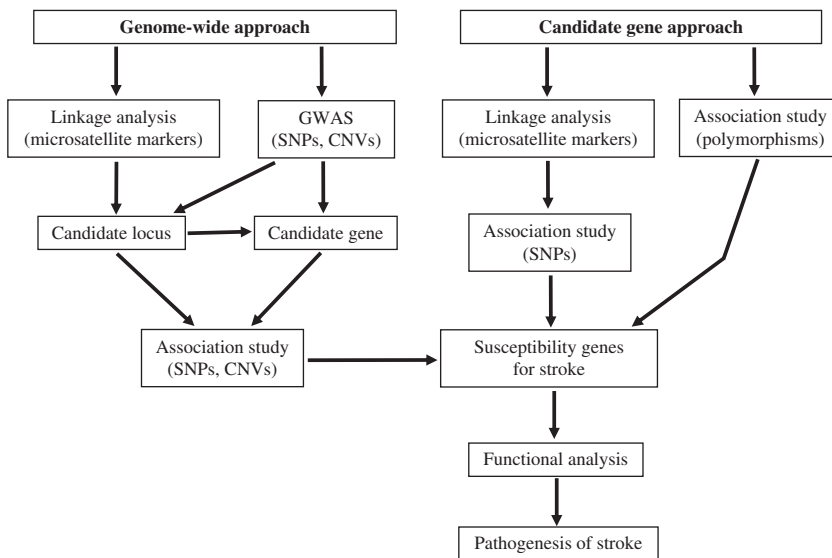 Genome-wide approach
Candidate gene approach
Linkage analysis
(microsatellite markers)
GWAS
(SNPs, CNVs)
Linkage analysis
(microsatellite markers)
Association study
(polymorphisms)
Candidate locus
Candidate gene
Association study
(SNPs)
Association study
(SNPs, CNVs)
Susceptibility genes
for stroke
Functional analysis
Pathogenesis of stroke